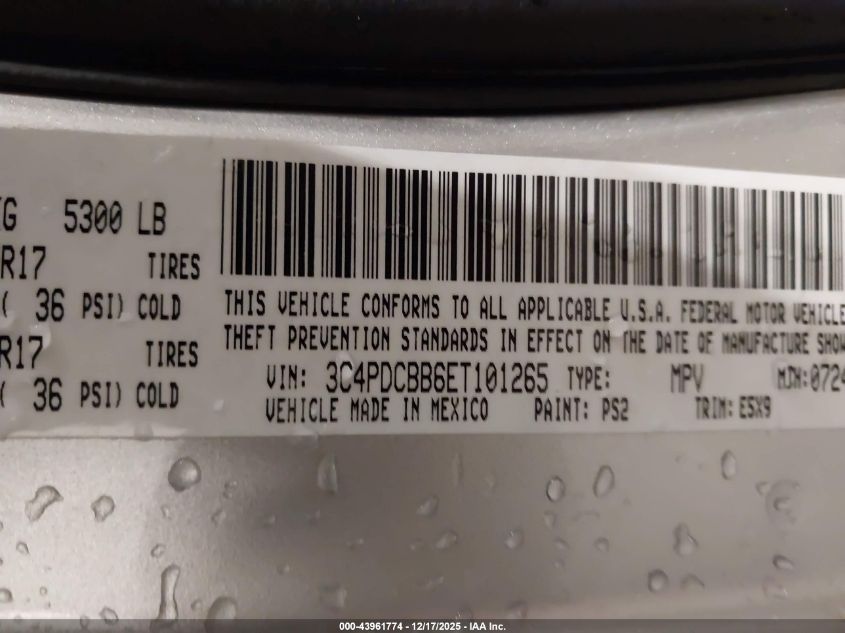 KG 5300 LB
R17 TIRES
( 36 PSI) COLD
R17 TIRES
( 36 PSI) COLD
THIS VEHICLE CONFORMS TO ALL APPLICABLE U.S.A. FEDERAL MOTOR VEHICLE
THEFT PREVENTION STANDARDS IN EFFECT ON THE DATE OF MANUFACTURE SHOW
VIN: 3C4PDCBB6ET101265 TYPE: MPV MDH:0724
VEHICLE MADE IN MEXICO PAINT: PS2 TRIM: E5X9
000-43961774 – 12/17/2025 - IAA Inc.